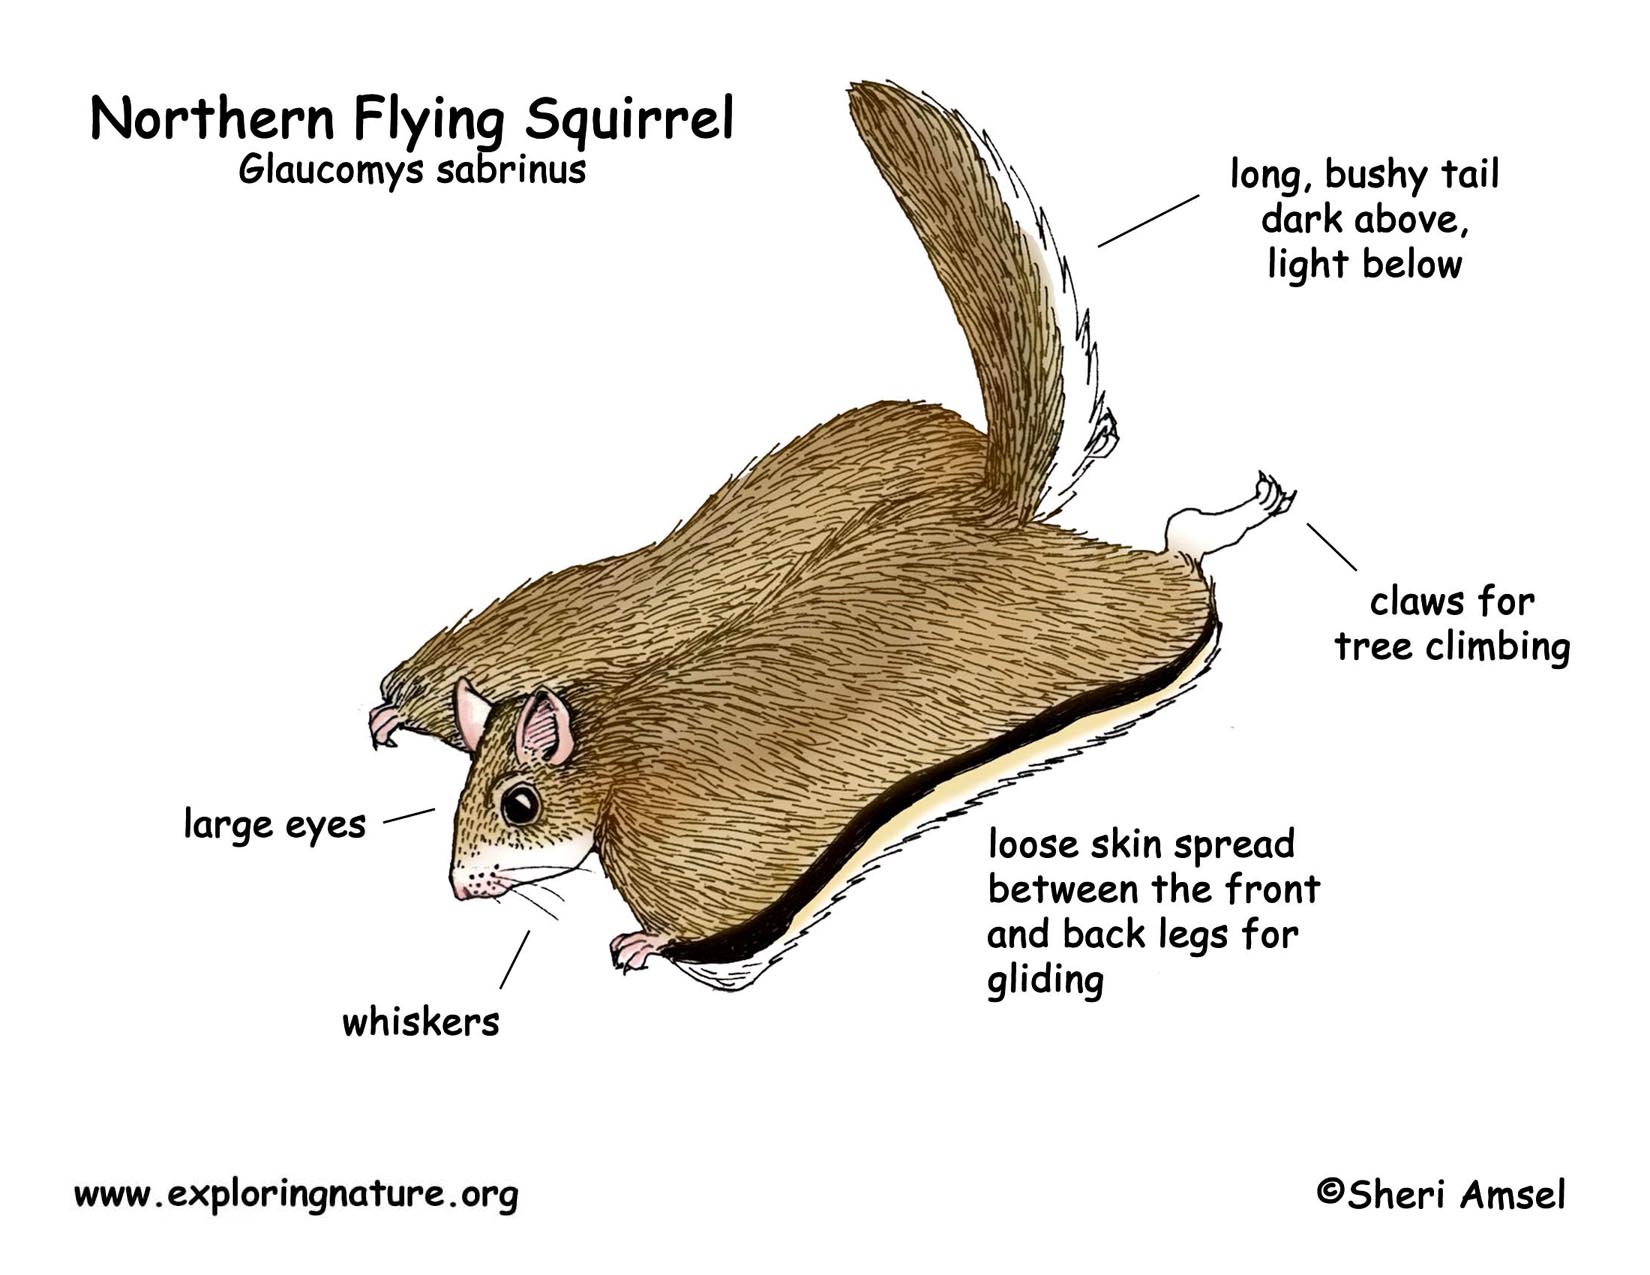 Northern Flying Squirrel
Glaucomys sabrinus
long, bushy tail
dark above,
light below
claws for
tree climbing
large eyes
loose skin spread
between the front
and back legs for
gliding
whiskers
www.exploringnature.org
©Sheri Amsel